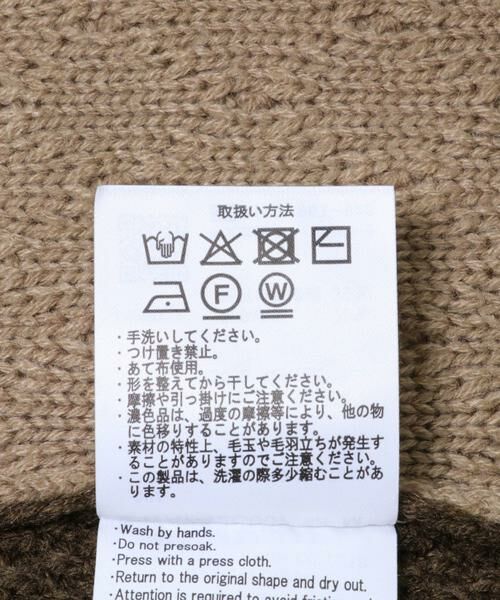 取扱い方法
F W
・手洗いしてください。
・つけ置き禁止。
・あて布使用。
・形を整えてから干してください。
・摩擦や引っ掛けにご注意ください。
・濃色品は、過度の摩擦等により、他の物
に色移りすることがあります。
・素材の特性上、毛玉や毛羽立ちが発生す
ることがありますのでご注意ください。
・この製品は、洗濯の際多少縮むことがあ
ります。
・Wash by hands.
・Do not presoak.
・Press with a press cloth.
・Return to the original shape and dry out.
・Attention is required to avoid friction